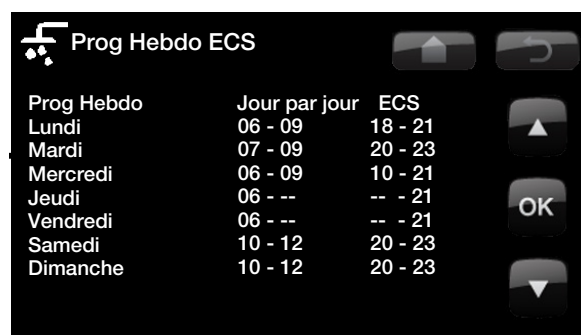 Prog Hebdo ECS
Prog Hebdo Jour par jour ECS
Lundi 06 - 09 18 - 21
Mardi 07 - 09 20 - 23
Mercredi 06 - 09 10 - 21
Jeudi 06 - -- -- - 21
Vendredi 06 - -- -- - 21
Samedi 10 - 12 20 - 23
Dimanche 10 - 12 20 - 23
OK